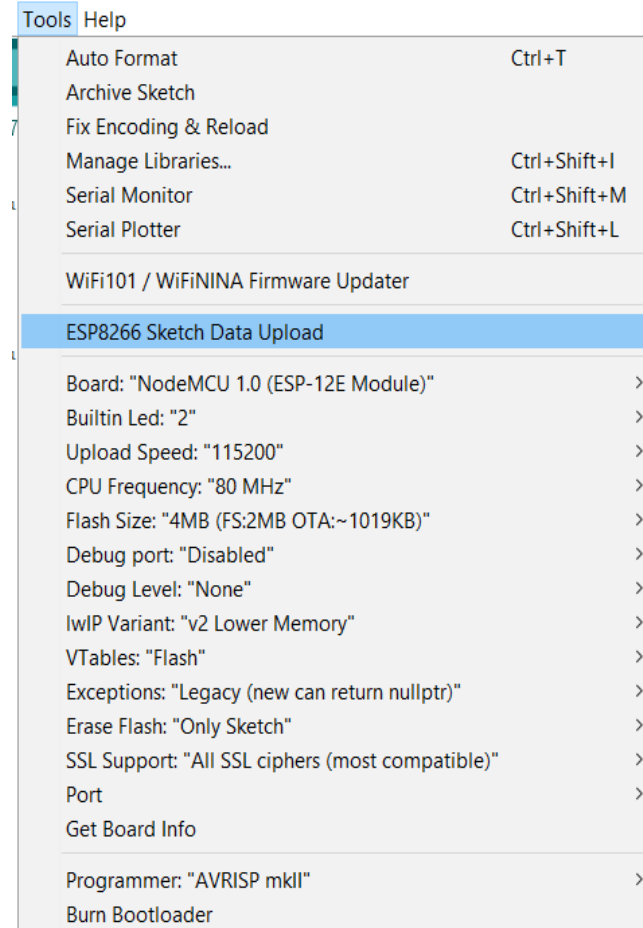 Tools Help
Auto Format Ctrl+T
Archive Sketch
Fix Encoding & Reload
Manage Libraries... Ctrl+Shift+I
Serial Monitor Ctrl+Shift+M
Serial Plotter Ctrl+Shift+L
WiFi101 / WiFiNINA Firmware Updater
ESP8266 Sketch Data Upload
Board: "NodeMCU 1.0 (ESP-12E Module)"
Builtin Led: "2"
Upload Speed: "115200"
CPU Frequency: "80 MHz"
Flash Size: "4MB (FS:2MB OTA:~1019KB)"
Debug port: "Disabled"
Debug Level: "None"
lwIP Variant: "v2 Lower Memory"
VTables: "Flash"
Exceptions: "Legacy (new can return nullptr)"
Erase Flash: "Only Sketch"
SSL Support: "All SSL ciphers (most compatible)"
Port
Get Board Info
Programmer: "AVRISP mkII"
Burn Bootloader